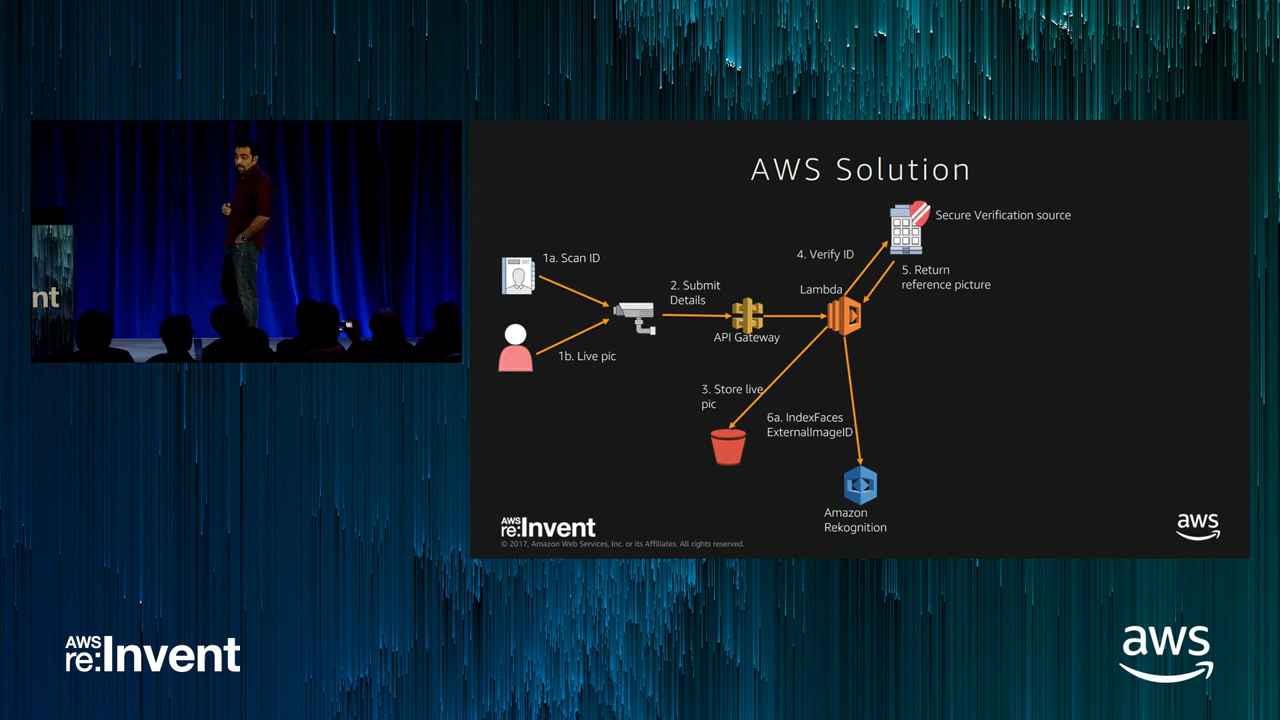 nt
AWS Solution
Secure Verification source
1a. Scan ID
4. Verify ID
5. Return
reference picture
2. Submit
Details
Lambda
API Gateway
1b. Live pic
3. Store live
pic
6a. IndexFaces
ExternalImageID
Amazon
Rekognition
AWS
re:Invent
© 2017, Amazon Web Services, Inc. or its Affiliates. All rights reserved.
aws
AWS
re:Invent
aws